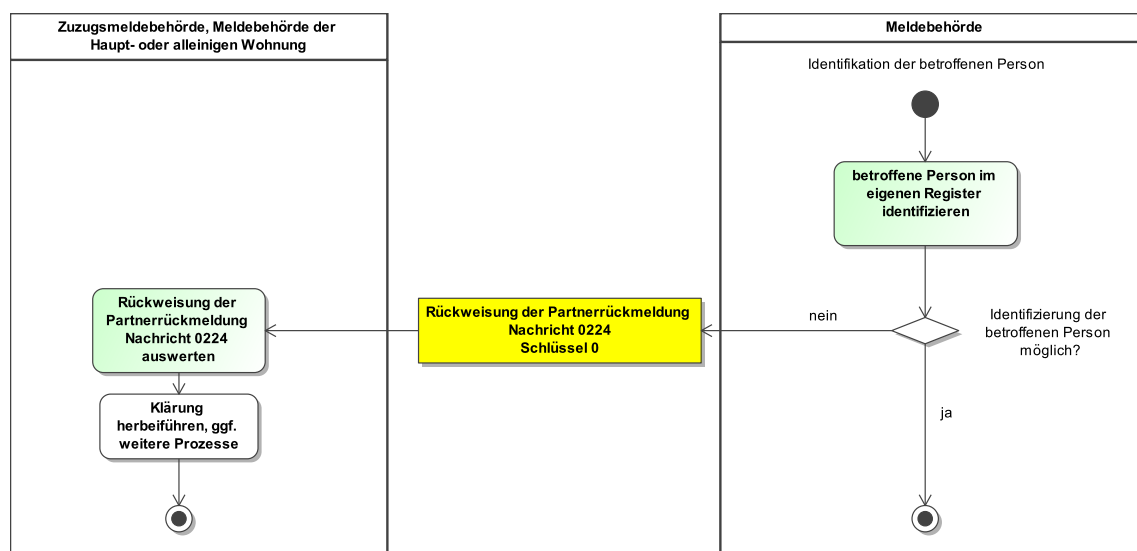 Zuzugsmeldebehörde, Meldebehörde der
Haupt- oder alleinigen Wohnung
Meldebehörde
Identifikation der betroffenen Person
betroffene Person im
eigenen Register
identifizieren
Identifizierung der
betroffenen Person
möglich?
nein
ja
Rückweisung der Partnerrückmeldung
Nachricht 0224
Schlüssel 0
Rückweisung der
Partnerrückmeldung
Nachricht 0224
auswerten
Klärung
herbeiführen, ggf.
weitere Prozesse